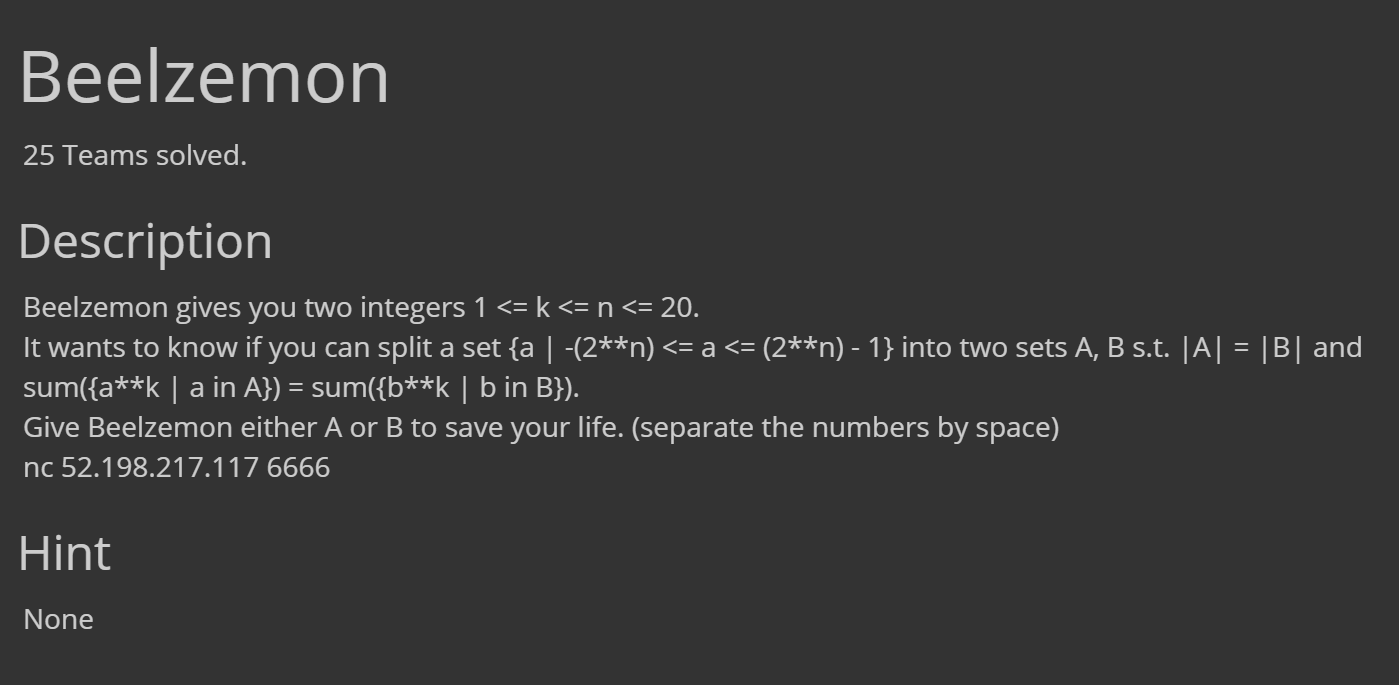 Beelzemon
25 Teams solved.
Description
Beelzemon gives you two integers 1 <= k <= n <= 20.
It wants to know if you can split a set {a | -(2**n) <= a <= (2**n) - 1} into two sets A, B s.t. |A| = |B| and
sum({a**k | a in A}) = sum({b**k | b in B}).
Give Beelzemon either A or B to save your life. (separate the numbers by space)
nc 52.198.217.117 6666
Hint
None